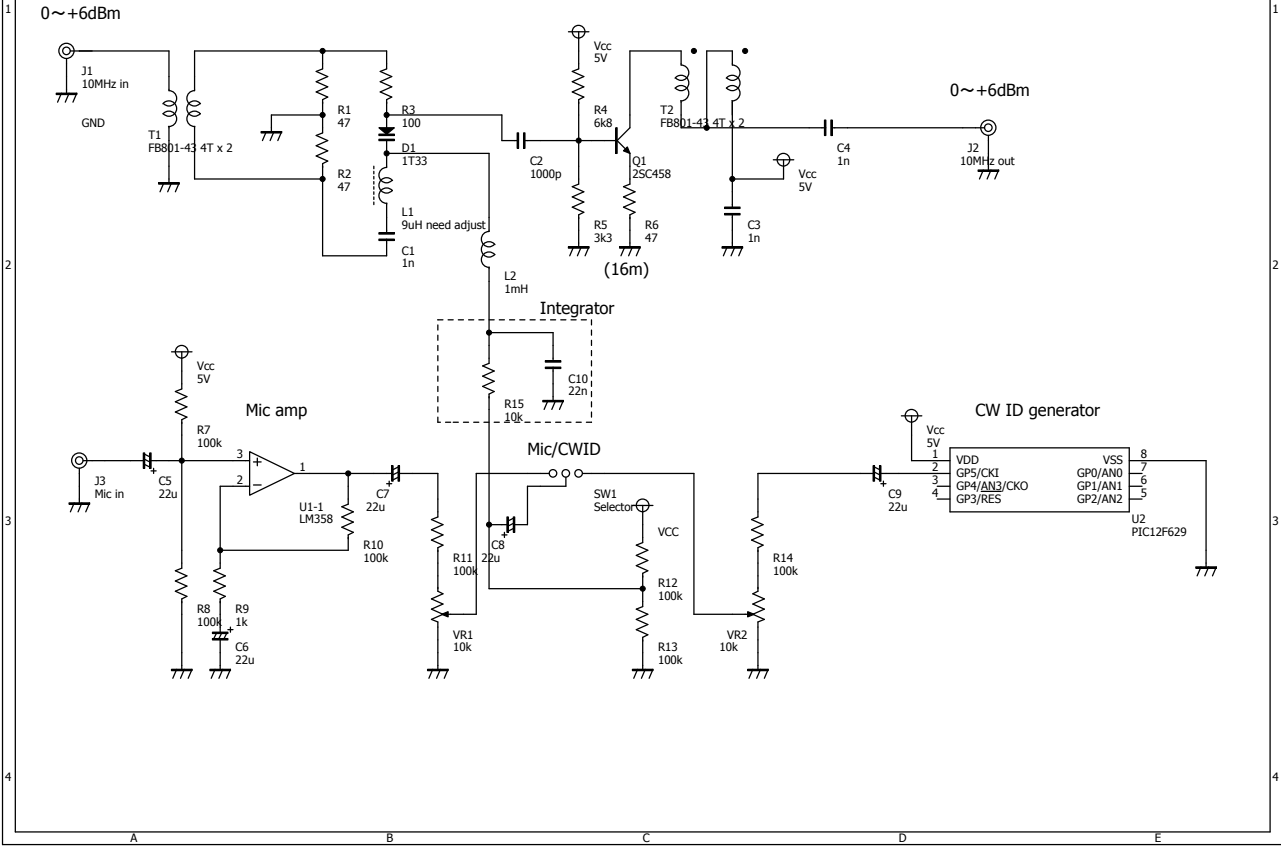 1
1
0~+6dBm
J1
10MHz in
GND
T1
FB801-43 4T x 2
R1
47
R2
47
R3
100
D1
1T33
L1
9uH need adjust
C1
1n
L2
1mH
C2
1000p
Vcc
5V
R4
6k8
Q1
2SC458
R5
3k3
R6
47
(16m)
T2
FB801-43 4T x 2
Vcc
5V
C3
1n
C4
1n
0~+6dBm
J2
10MHz out
2
2
Integrator
R15
10k
C10
22n
Vcc
5V
R7
100k
Mic amp
J3
Mic in
C5
22u
3
2
1
U1-1
LM358
R10
100k
C7
22u
R8
100k
R9
1k
C6
22u
R11
100k
VR1
10k
Mic/CWID
SW1
Selector
C8
22u
VCC
R12
100k
R13
100k
R14
100k
VR2
10k
C9
22u
CW ID generator
Vcc
5V
1 VDD VSS 8
2 GP5/CKI GP0/AN0 7
3 GP4/AN3/CKO GP1/AN1 6
4 GP3/RES GP2/AN2 5
U2
PIC12F629
3
3
4
4
A B C D E